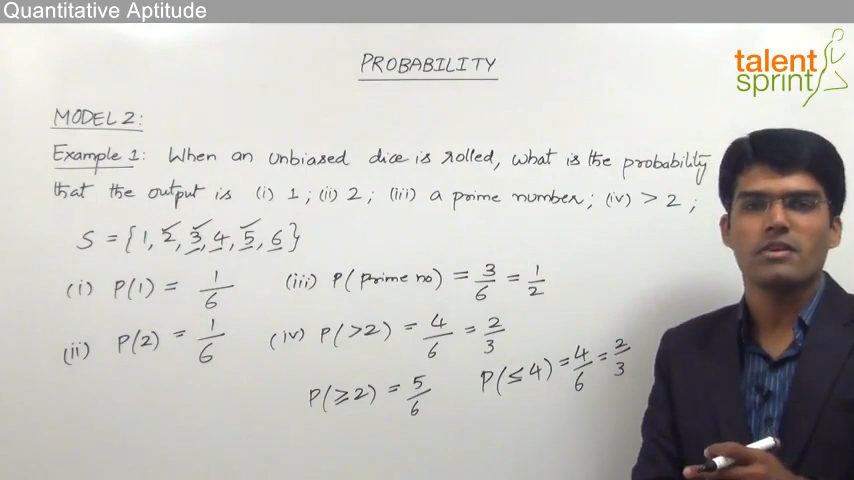 Quantitative Aptitude
PROBABILITY
talent
sprint
MODEL 2:
Example 1: When an unbiased dice is rolled, what is the probability
that the output is (i) 1; (ii) 2; (iii) a prime number; (iv) > 2;
S = {1, 2, 3, 4, 5, 6}
(i) P(1) = 1/6 (iii) P(prime no) = 3/6 = 1/2
(ii) P(2) = 1/6 (iv) P(>2) = 4/6 = 2/3
P(≥2) = 5/6 P(≤4) = 4/6 = 2/3